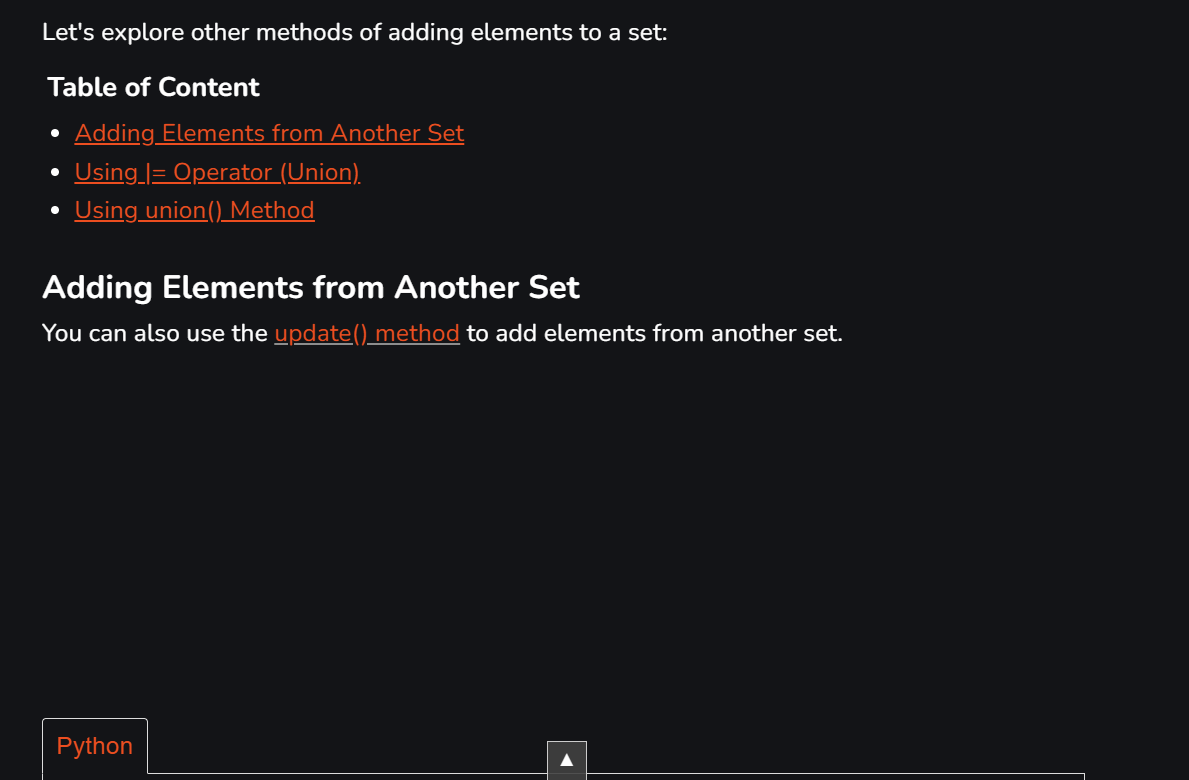 Let's explore other methods of adding elements to a set:
Table of Content
Adding Elements from Another Set
Using |= Operator (Union)
Using union() Method
Adding Elements from Another Set
You can also use the update() method to add elements from another set.
Python